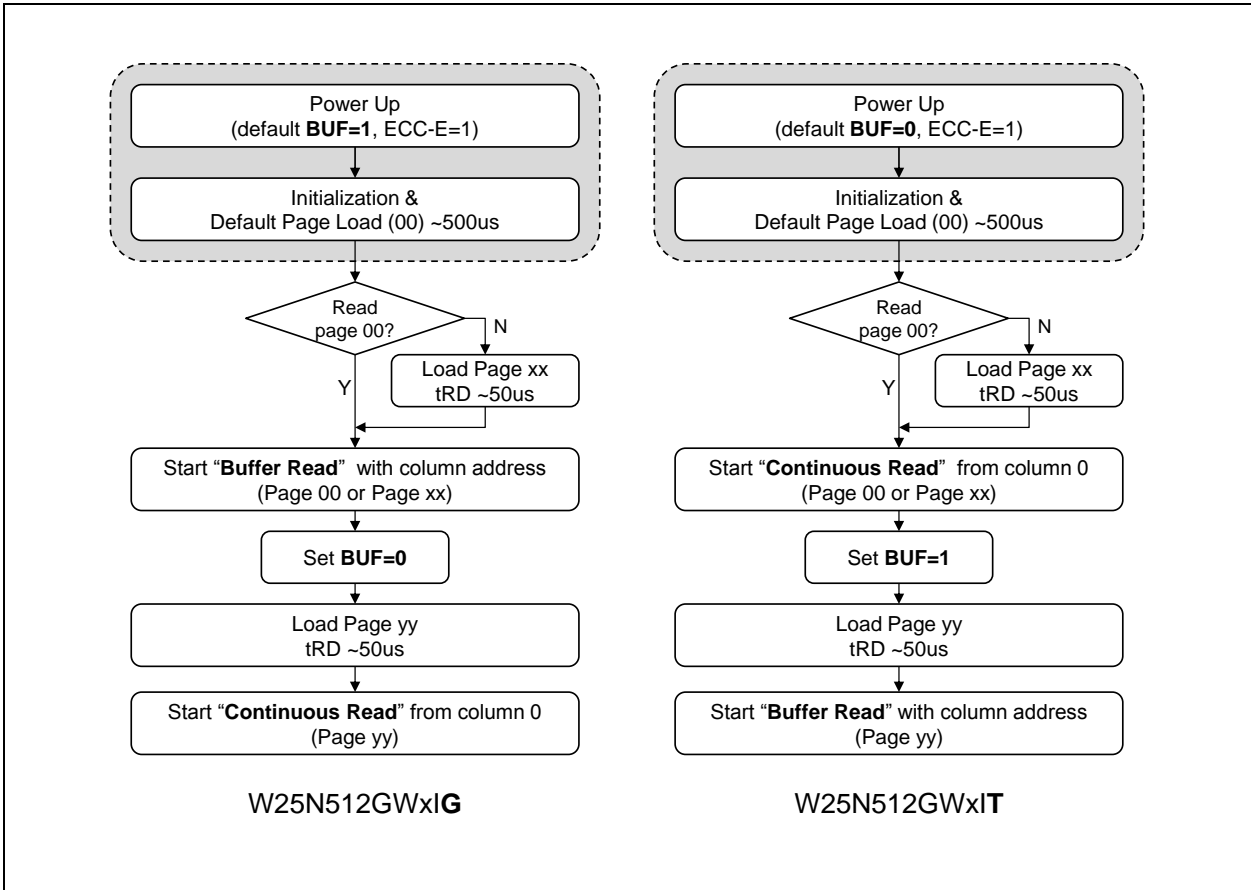 Power Up
(default BUF=1, ECC-E=1)
Initialization &
Default Page Load (00) ~500us
Read
page 00?
N
Load Page xx
tRD ~50us
Y
Start “Buffer Read” with column address
(Page 00 or Page xx)
Set BUF=0
Load Page yy
tRD ~50us
Start “Continuous Read” from column 0
(Page yy)
W25N512GWxIG
Power Up
(default BUF=0, ECC-E=1)
Initialization &
Default Page Load (00) ~500us
Read
page 00?
N
Load Page xx
tRD ~50us
Y
Start “Continuous Read” from column 0
(Page 00 or Page xx)
Set BUF=1
Load Page yy
tRD ~50us
Start “Buffer Read” with column address
(Page yy)
W25N512GWxIT